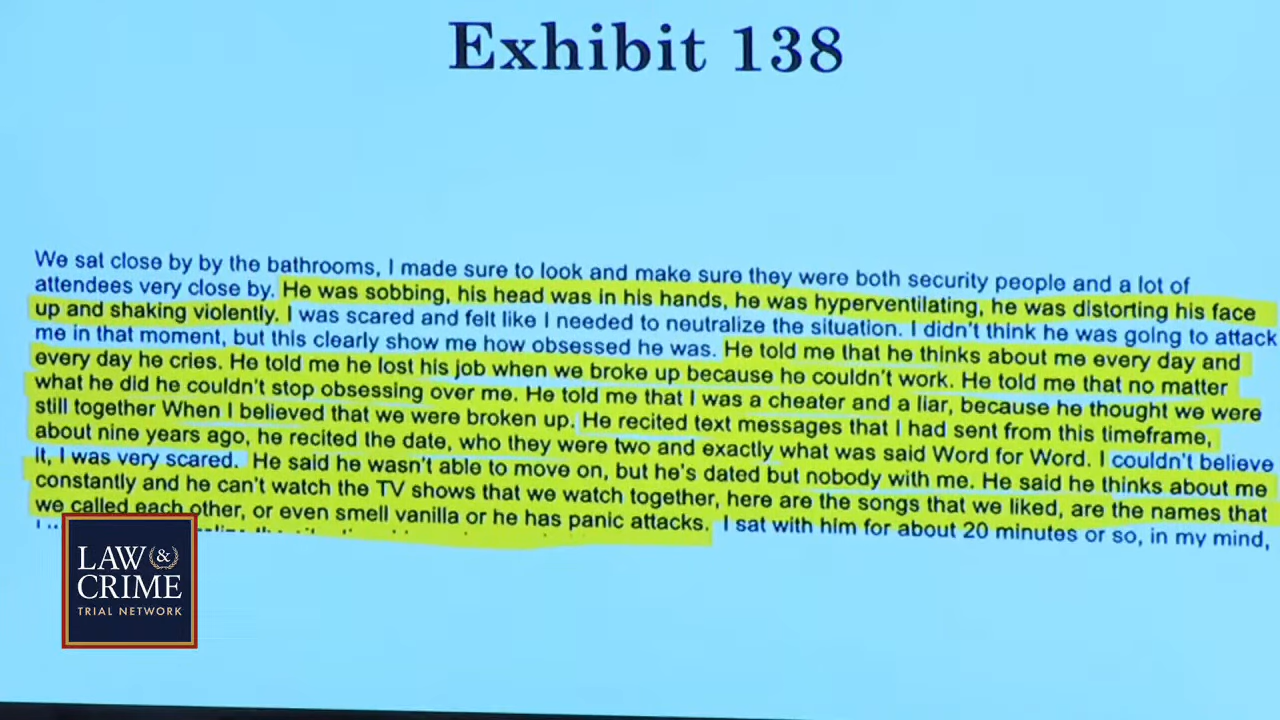 Exhibit 138
We sat close by by the bathrooms, I made sure to look and make sure they were both security people and a lot of
attendees very close by. He was sobbing, his head was in his hands, he was hyperventilating, he was distorting his face
up and shaking violently. I was scared and felt like I needed to neutralize the situation. I didn't think he was going to attack
me in that moment, but this clearly show me how obsessed he was. He told me that he thinks about me every day and
every day he cries. He told me he lost his job when we broke up because he couldn't work. He told me that no matter
what he did he couldn't stop obsessing over me. He told me that I was a cheater and a liar, because he thought we were
still together When I believed that we were broken up. He recited text messages that I had sent from this timeframe,
about nine years ago, he recited the date, who they were two and exactly what was said Word for Word. I couldn't believe
It, I was very scared. He said he wasn't able to move on, but he's dated but nobody with me. He said he thinks about me
constantly and he can't watch the TV shows that we watch together, here are the songs that we liked, are the names that
we called each other, or even smell vanilla or he has panic attacks. I sat with him for about 20 minutes or so, in my mind,
LAW &
CRIME
TRIAL NETWORK